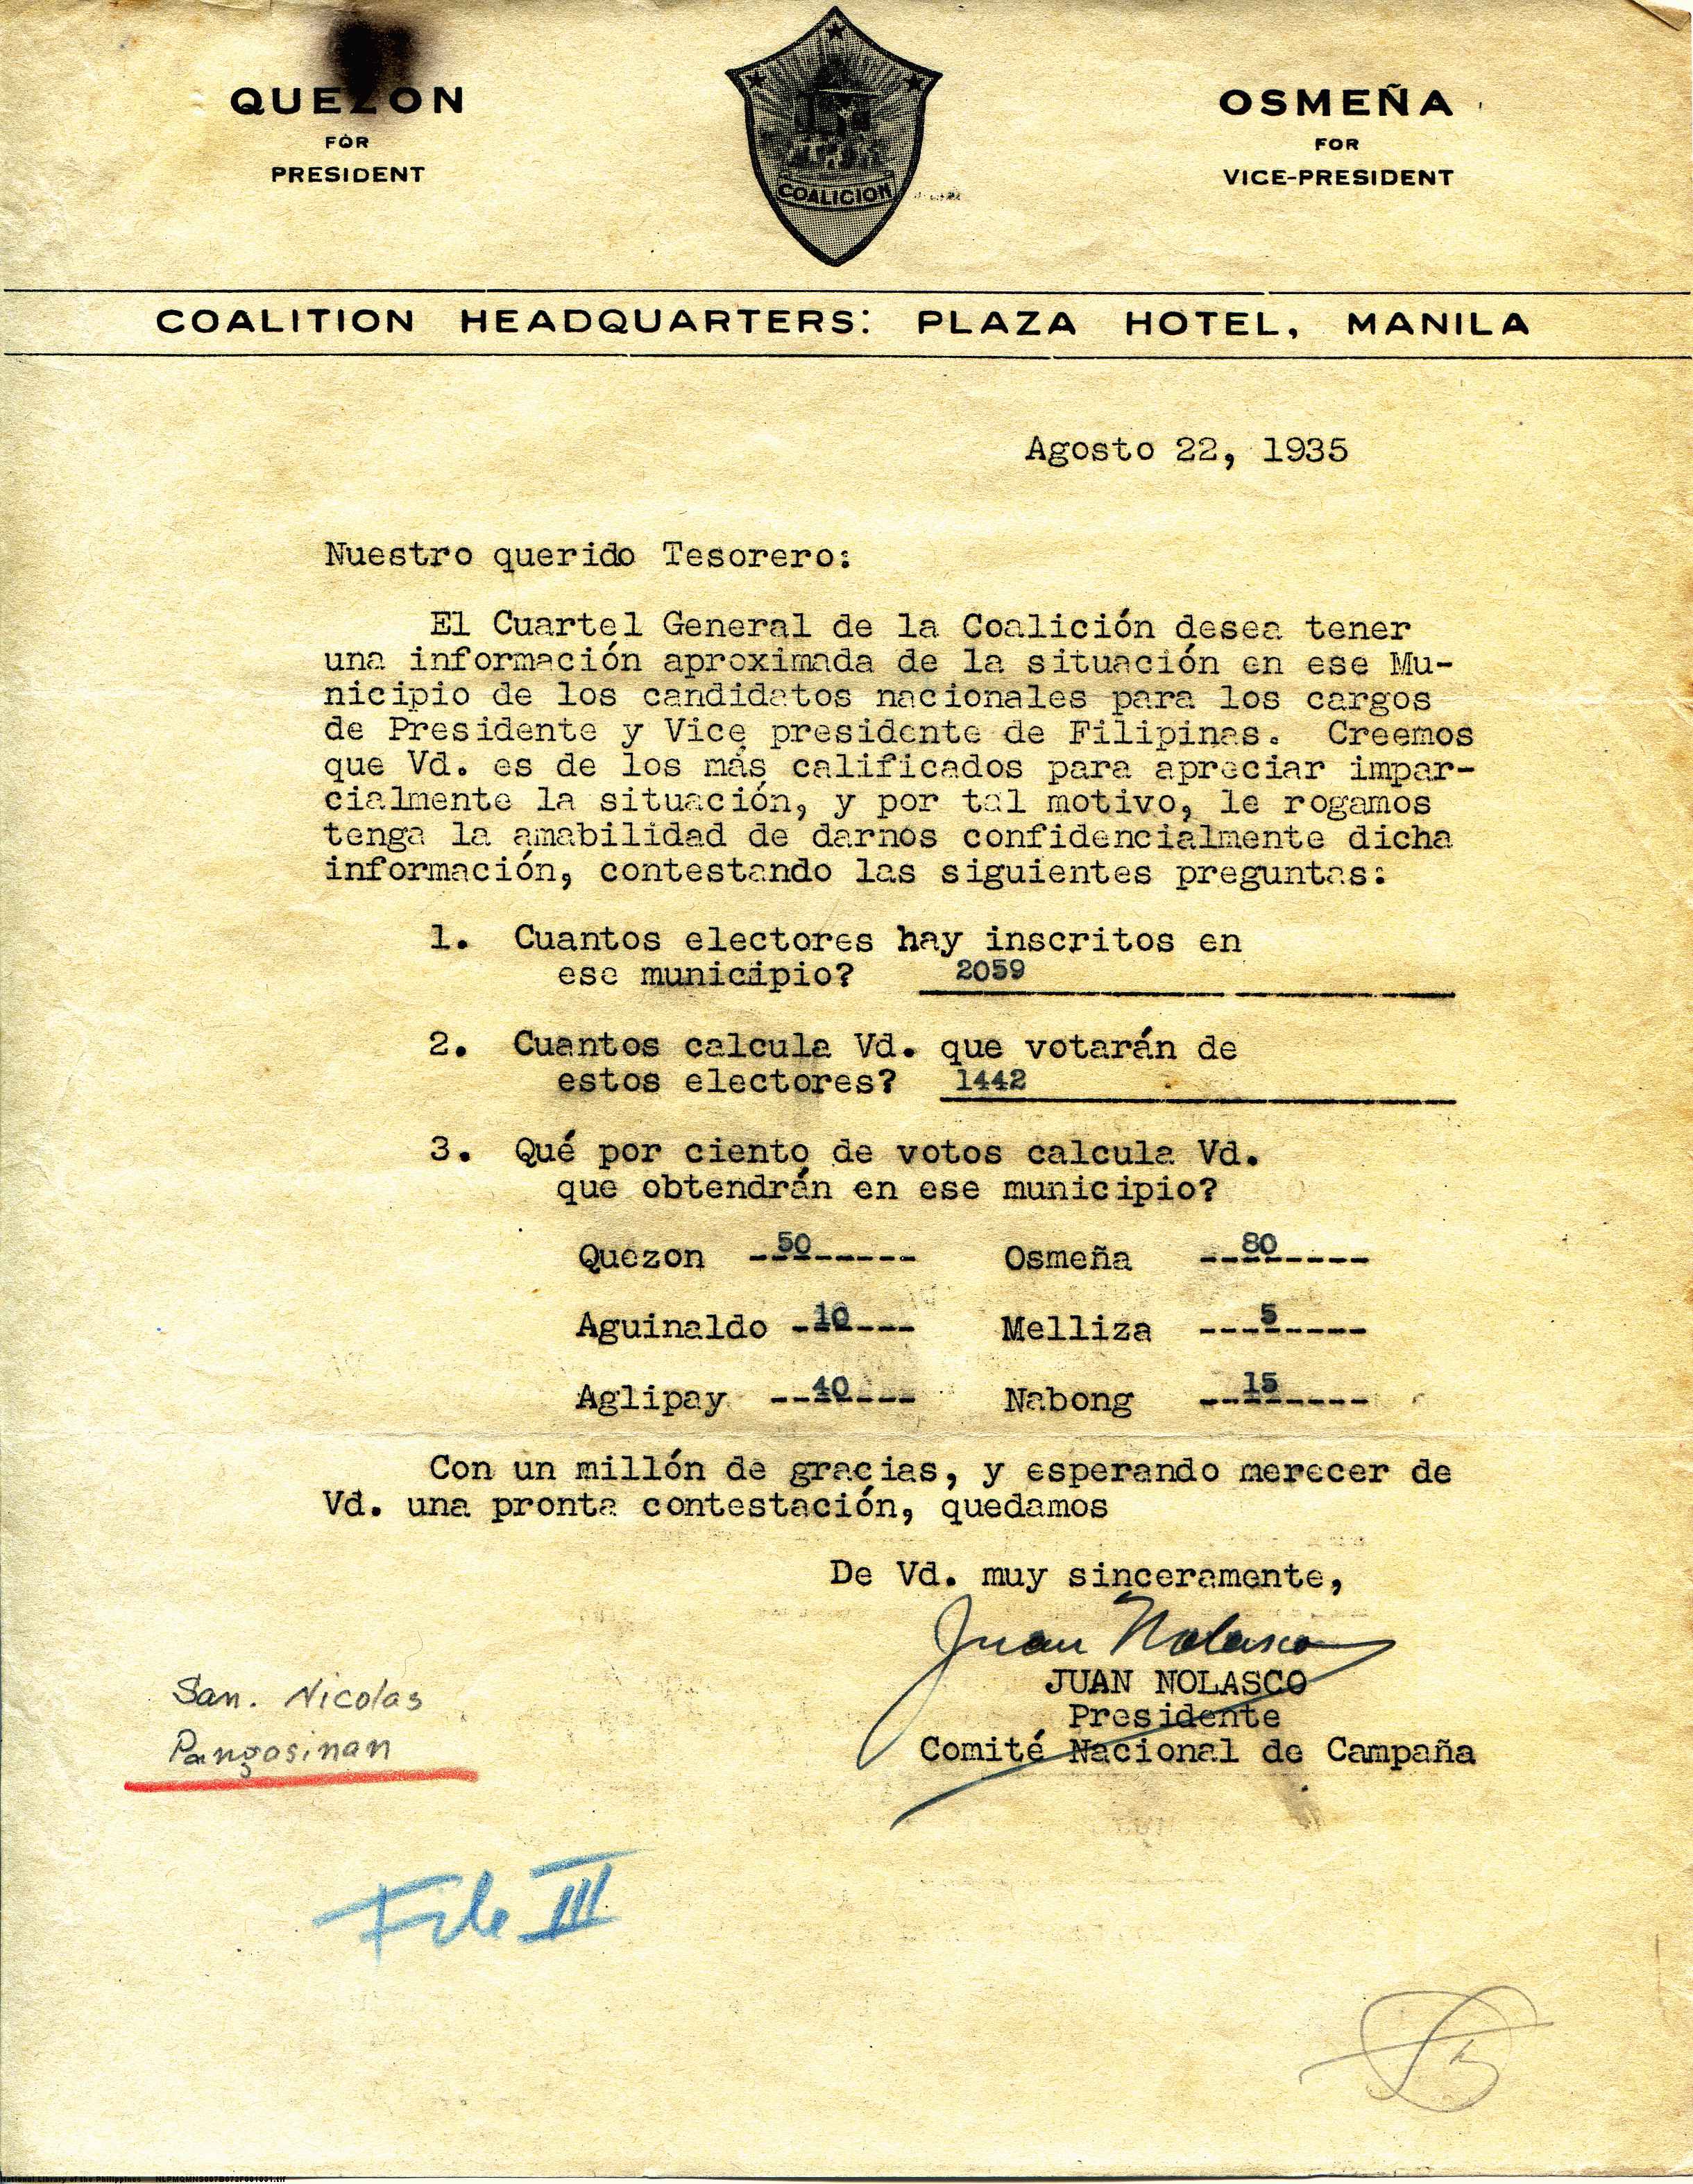 QUEZON
FOR
PRESIDENT
COALICION
OSMEÑA
FOR
VICE-PRESIDENT
COALITION HEADQUARTERS: PLAZA HOTEL, MANILA
Agosto 22, 1935
Nuestro querido Tesorero:
El Cuartel General de la Coalición desea tener
una información aproximada de la situación en ese Mu-
nicipio de los candidatos nacionales para los cargos
de Presidente y Vice presidente de Filipinas. Creemos
que Vd. es de los más calificados para apreciar impar-
cialmente la situación, y por tal motivo, le rogamos
tenga la amabilidad de darnos confidencialmente dicha
información, contestando las siguientes preguntas:
1. Cuantos electores hay inscritos en
ese municipio? 2059
2. Cuantos calcula Vd. que votarán de
estos electores? 1442
3. Qué por ciento de votos calcula Vd.
que obtendrán en ese municipio?
Quezon --50------ Osmeña --80-----
Aguinaldo -10--- Melliza ---5-----
Aglipay --40--- Nabong --15-----
Con un millón de gracias, y esperando merecer de
Vd. una pronta contestación, quedamos
De Vd. muy sinceramente,
Juan Nolasco
JUAN NOLASCO
Presidente
Comité Nacional de Campaña
San. Nicolas
Pangasinan
File III
National Library of the Philippines